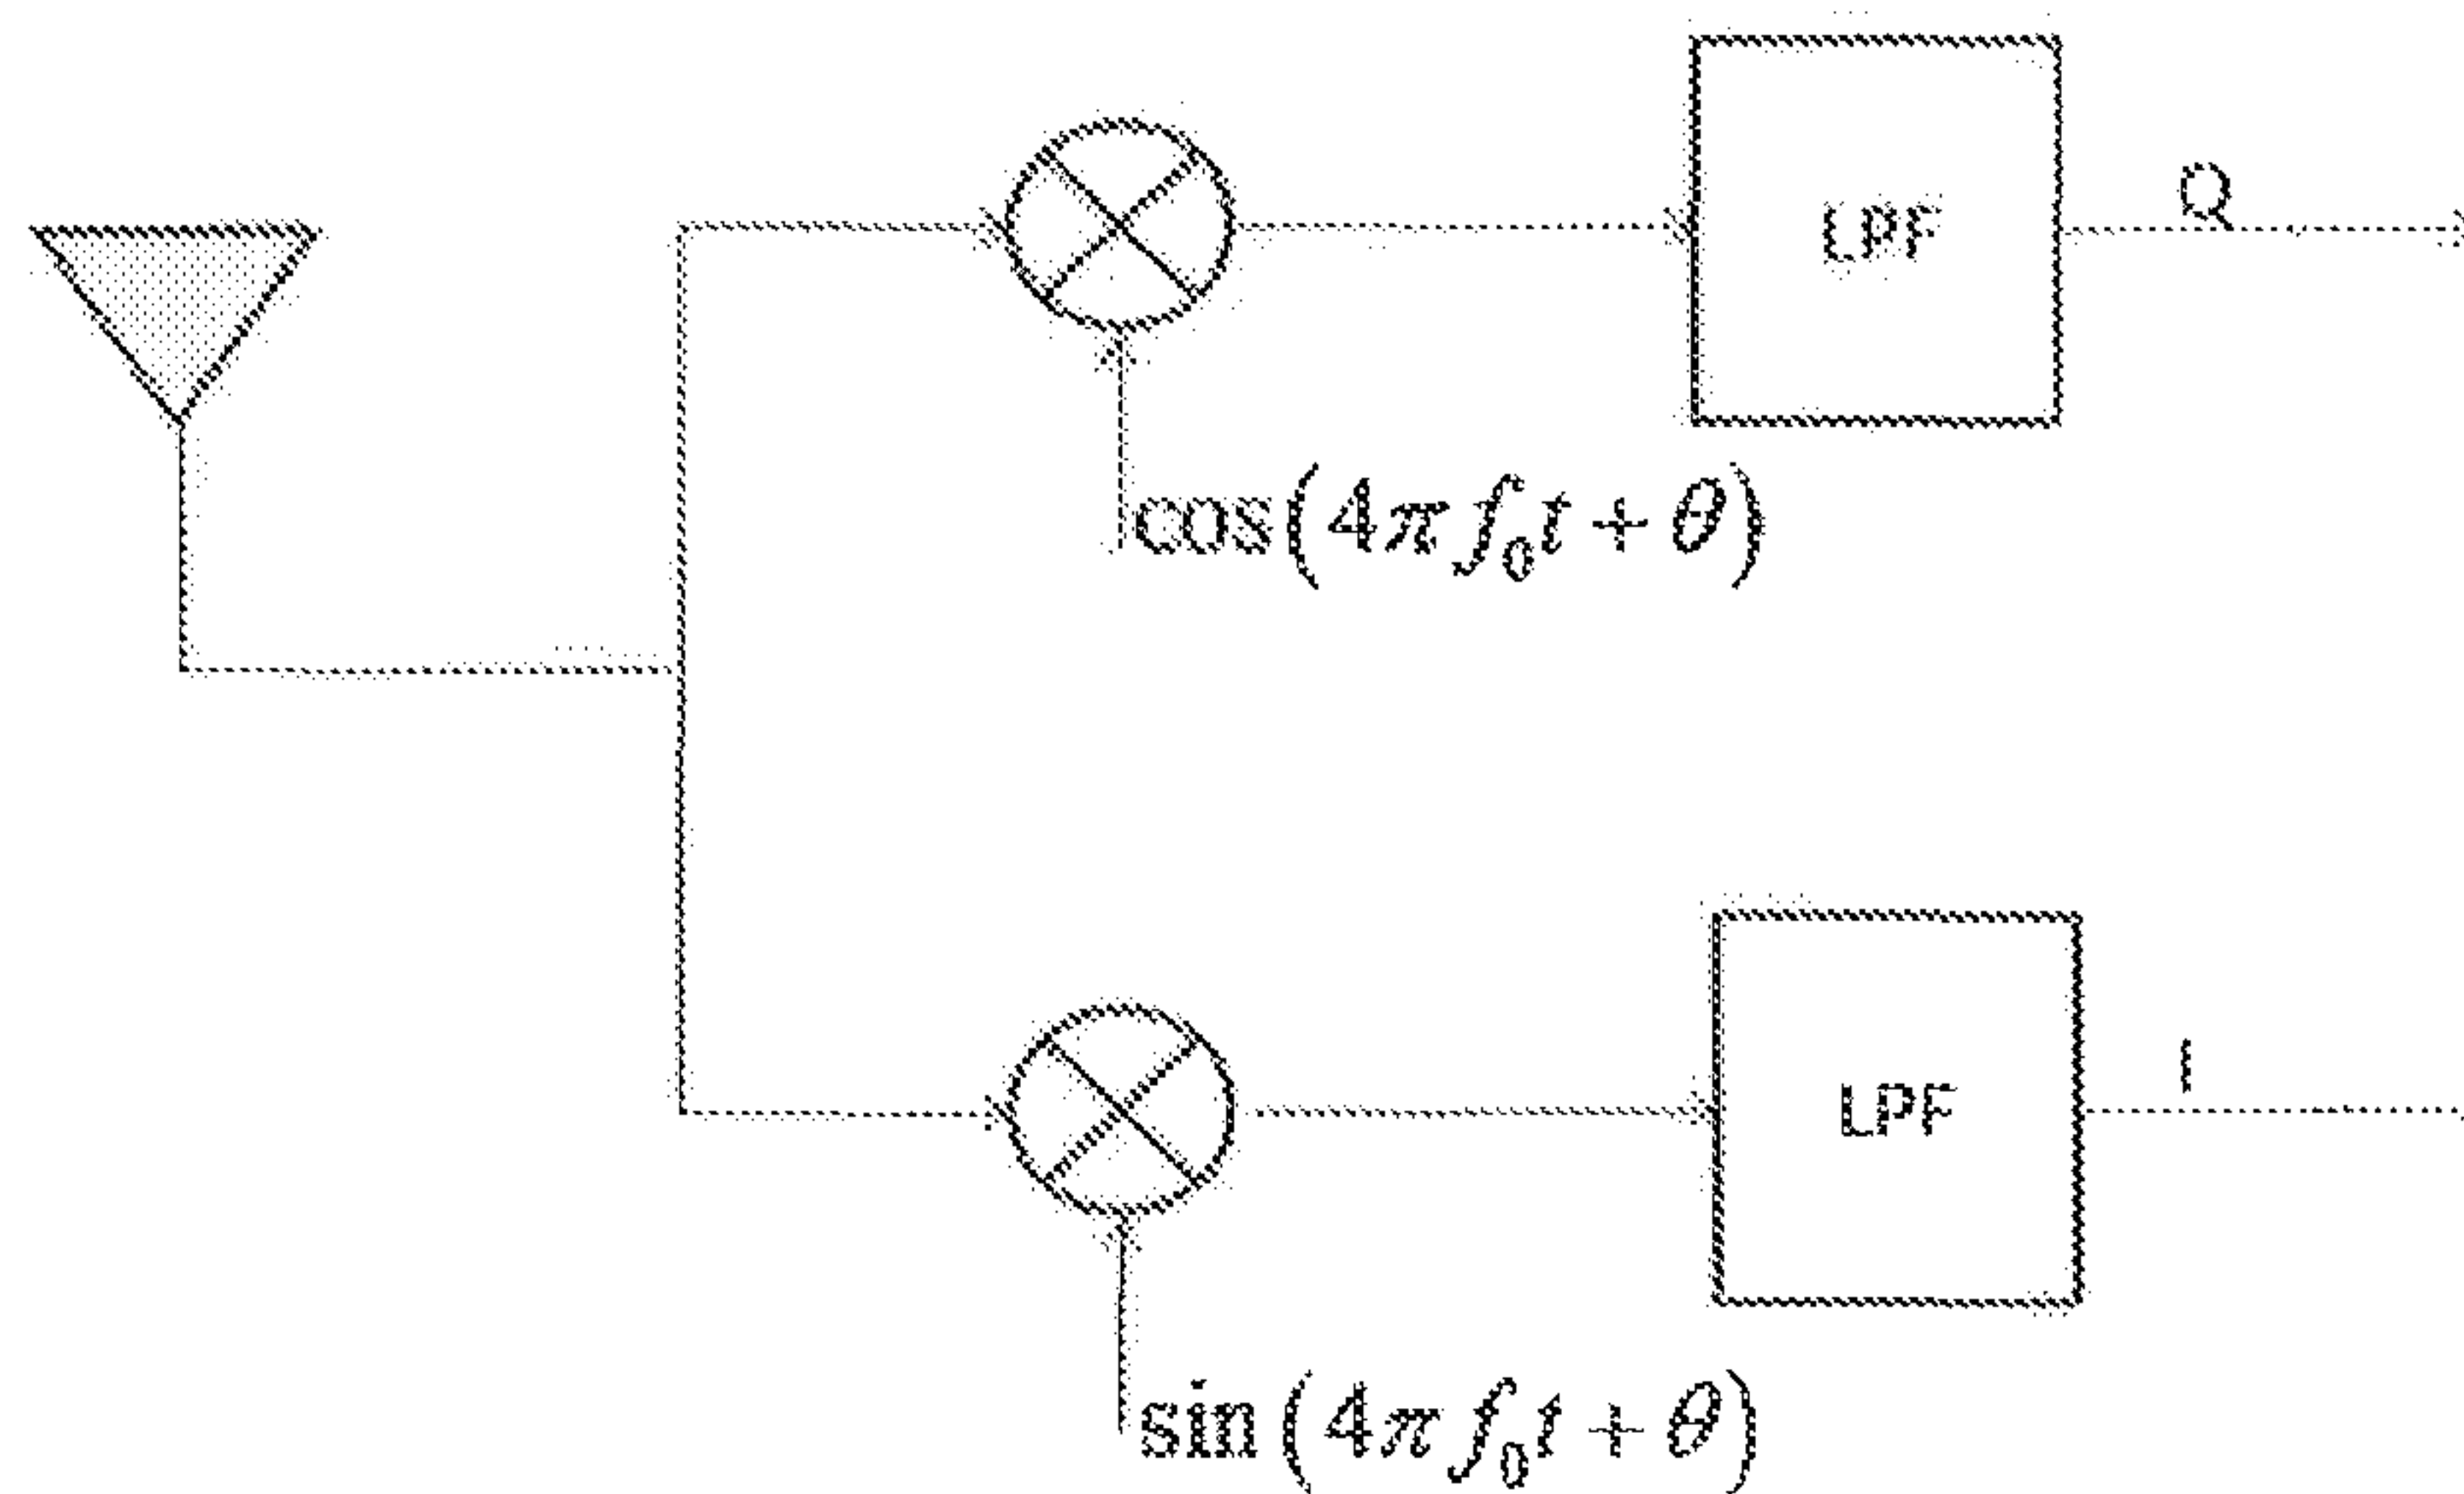 LPF
Q
cos(4πf₀t + θ)
LPF
I
sin(4πf₀t + θ)